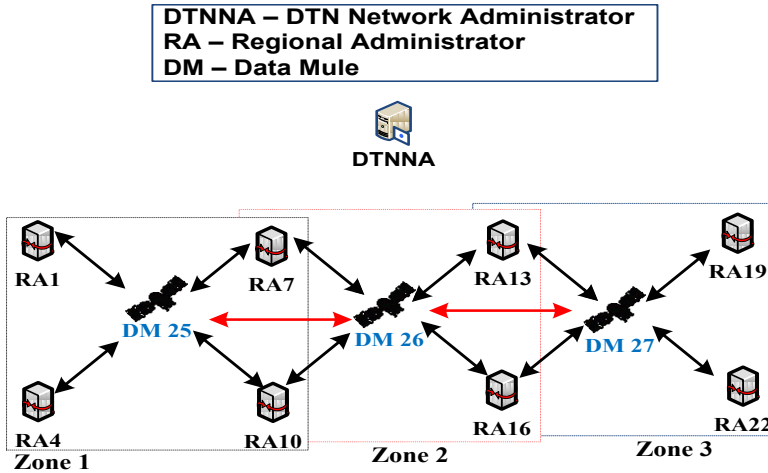 DTNNA – DTN Network Administrator
RA – Regional Administrator
DM – Data Mule
DTNNA
RA1
RA7
RA13
RA19
DM 25
DM 26
DM 27
RA4
RA10
RA16
RA22
Zone 1
Zone 2
Zone 3